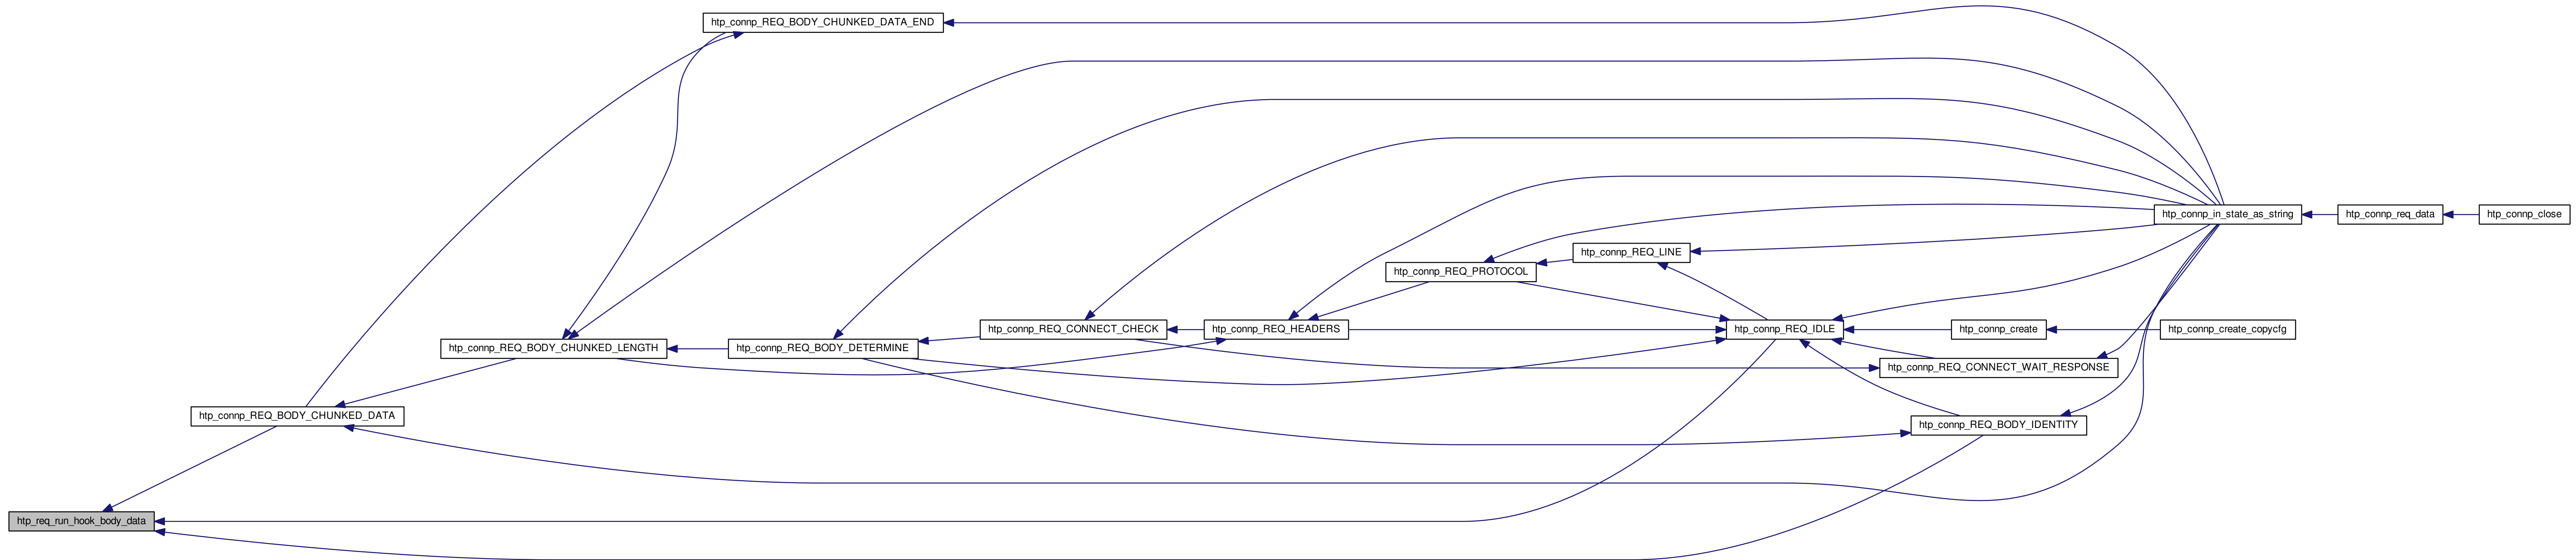 htp_connp_REQ_BODY_CHUNKED_DATA_END
htp_connp_in_state_as_string
htp_connp_req_data
htp_connp_close
htp_connp_REQ_LINE
htp_connp_REQ_PROTOCOL
htp_connp_REQ_CONNECT_CHECK
htp_connp_REQ_HEADERS
htp_connp_REQ_IDLE
htp_connp_create
htp_connp_create_copycfg
htp_connp_REQ_BODY_CHUNKED_LENGTH
htp_connp_REQ_BODY_DETERMINE
htp_connp_REQ_CONNECT_WAIT_RESPONSE
htp_connp_REQ_BODY_CHUNKED_DATA
htp_connp_REQ_BODY_IDENTITY
htp_req_run_hook_body_data